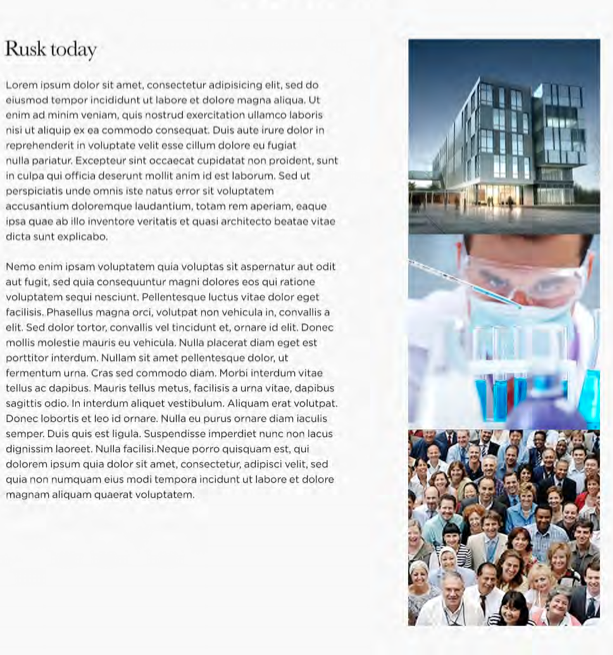 Rusk today
Lorem ipsum dolor sit amet, consectetur adipisicing elit, sed do
eiusmod tempor incididunt ut labore et dolore magna aliqua. Ut
enim ad minim veniam, quis nostrud exercitation ullamco laboris
nisi ut aliquip ex ea commodo consequat. Duis aute irure dolor in
reprehenderit in voluptate velit esse cillum dolore eu fugiat
nulla pariatur. Excepteur sint occaecat cupidatat non proident, sunt
in culpa qui officia deserunt mollit anim id est laborum. Sed ut
perspiciatis unde omnis iste natus error sit voluptatem
accusantium doloremque laudantium, totam rem aperiam, eaque
ipsa quae ab illo inventore veritatis et quasi architecto beatae vitae
dicta sunt explicabo.
Nemo enim ipsam voluptatem quia voluptas sit aspernatur aut odit
aut fugit, sed quia consequuntur magni dolores eos qui ratione
voluptatem sequi nesciunt. Pellentesque luctus vitae dolor eget
facilisis. Phasellus magna orci, volutpat non vehicula in, convallis a
elit. Sed dolor tortor, convallis vel tincidunt et, ornare id elit. Donec
mollis molestie mauris eu vehicula. Nulla placerat diam eget est
porttitor interdum. Nullam sit amet pellentesque dolor, ut
fermentum urna. Cras sed commodo diam. Morbi interdum vitae
tellus ac dapibus. Mauris tellus metus, facilisis a urna vitae, dapibus
sagittis odio. In interdum aliquet vestibulum. Aliquam erat volutpat.
Donec lobortis et leo id ornare. Nulla eu purus ornare diam iaculis
semper. Duis quis est ligula. Suspendisse imperdiet nunc non lacus
dignissim laoreet. Nulla facilisi.Neque porro quisquam est, qui
dolorem ipsum quia dolor sit amet, consectetur, adipisci velit, sed
quia non numquam eius modi tempora incidunt ut labore et dolore
magnam aliquam quaerat voluptatem.